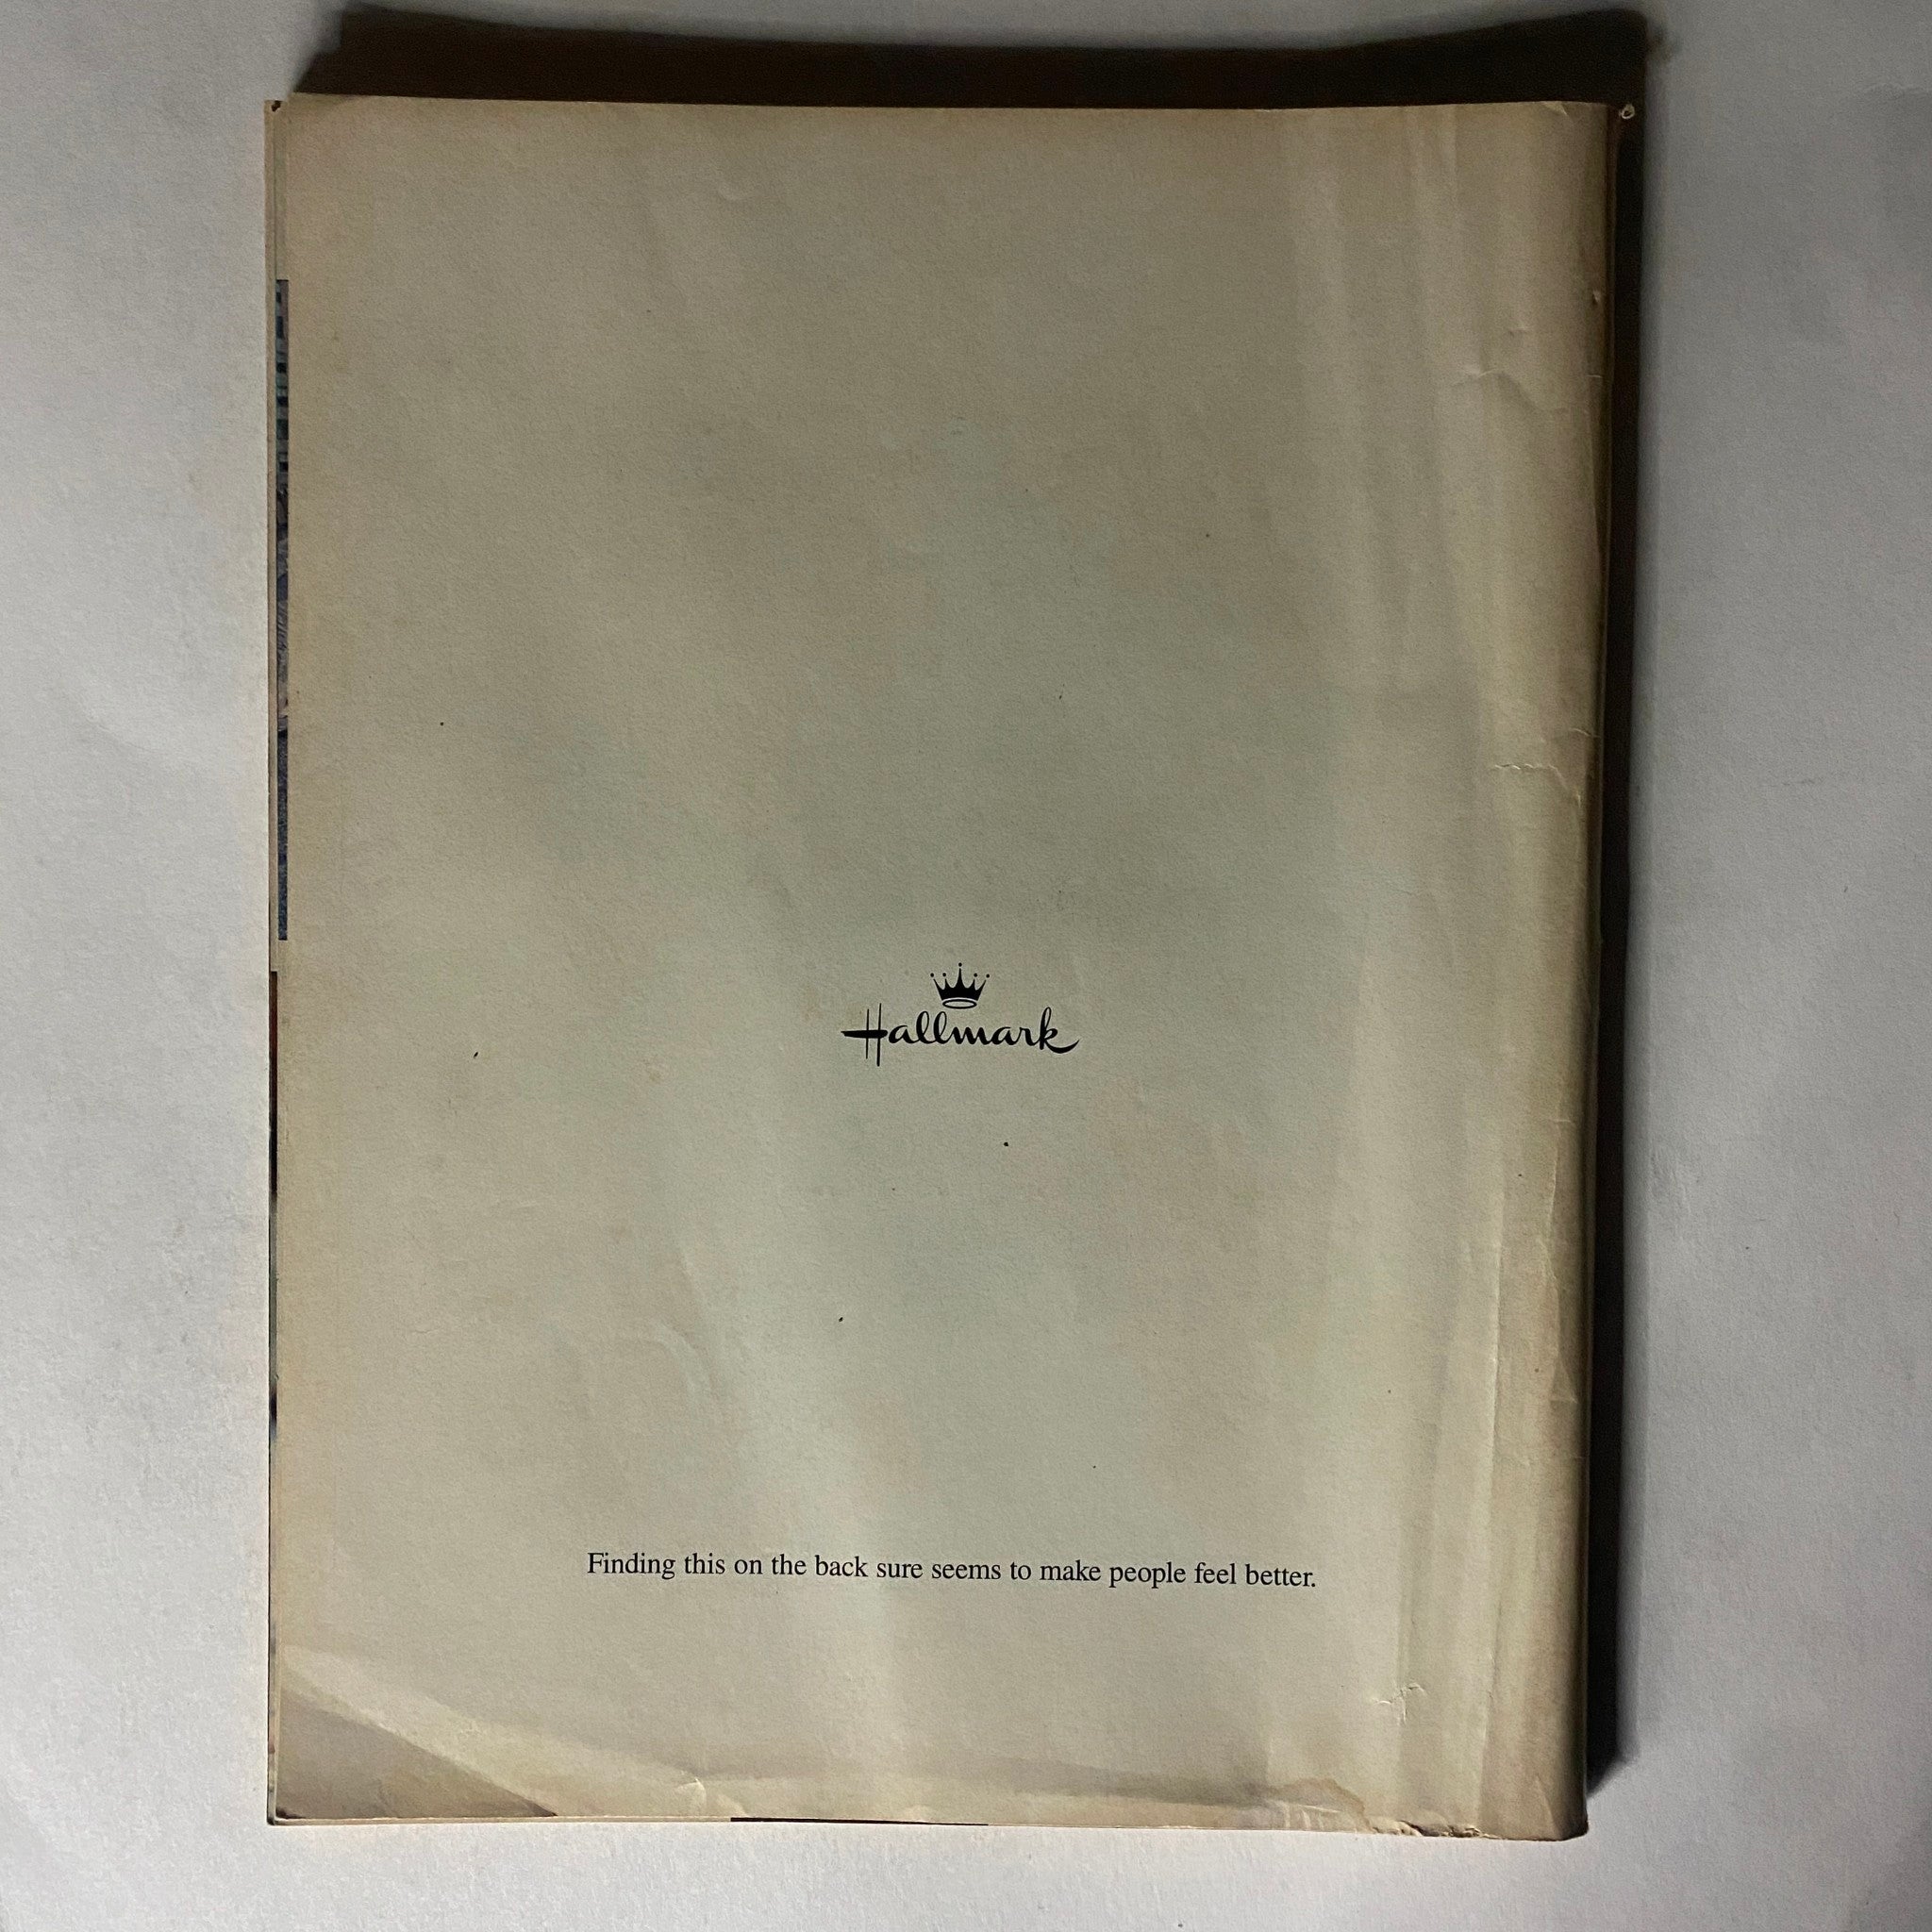 Hallmark
Finding this on the back sure seems to make people feel better.